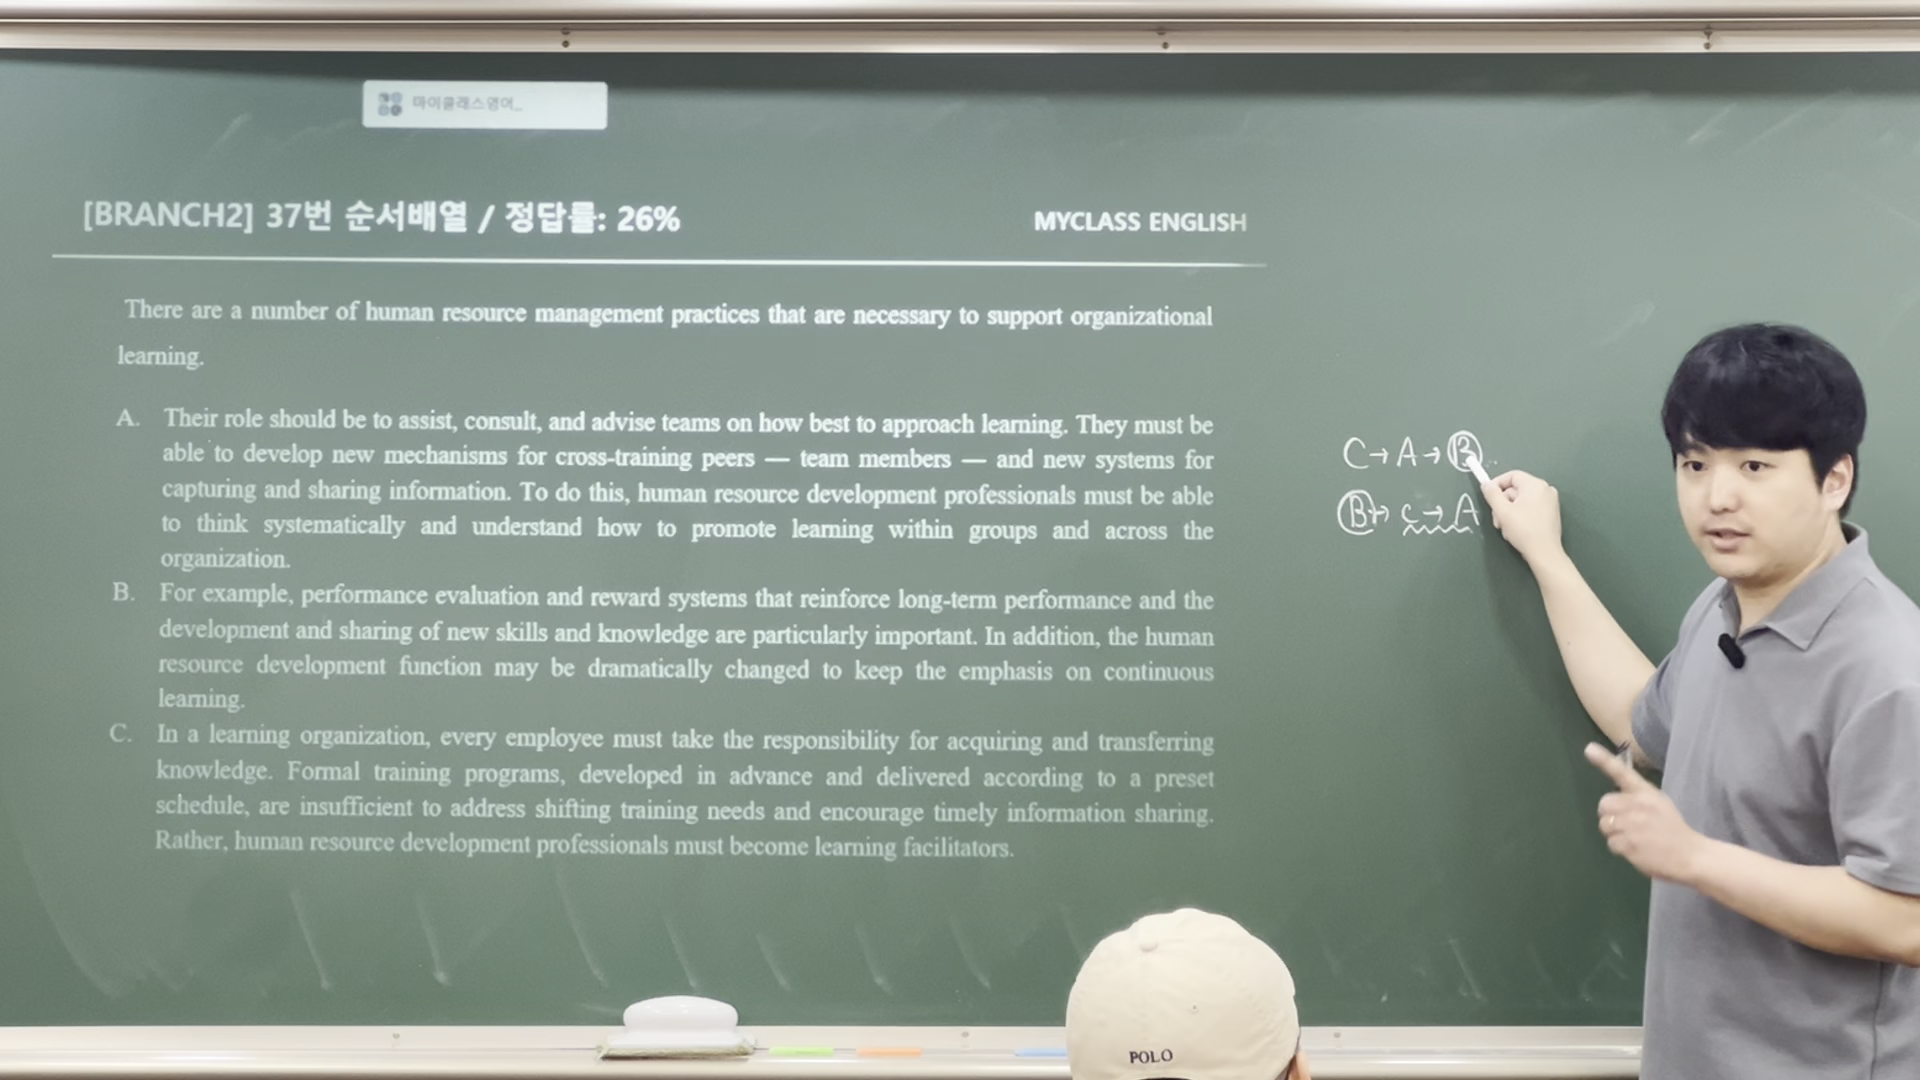 마이클래스영어...
[BRANCH2] 37번 순서배열 / 정답률: 26%
MYCLASS ENGLISH
There are a number of human resource management practices that are necessary to support organizational
learning.
A. Their role should be to assist, consult, and advise teams on how best to approach learning. They must be
able to develop new mechanisms for cross-training peers — team members — and new systems for
capturing and sharing information. To do this, human resource development professionals must be able
to think systematically and understand how to promote learning within groups and across the
organization.
B. For example, performance evaluation and reward systems that reinforce long-term performance and the
development and sharing of new skills and knowledge are particularly important. In addition, the human
resource development function may be dramatically changed to keep the emphasis on continuous
learning.
C. In a learning organization, every employee must take the responsibility for acquiring and transferring
knowledge. Formal training programs, developed in advance and delivered according to a preset
schedule, are insufficient to address shifting training needs and encourage timely information sharing.
Rather, human resource development professionals must become learning facilitators.
C→A→B
B→C→A
POLO